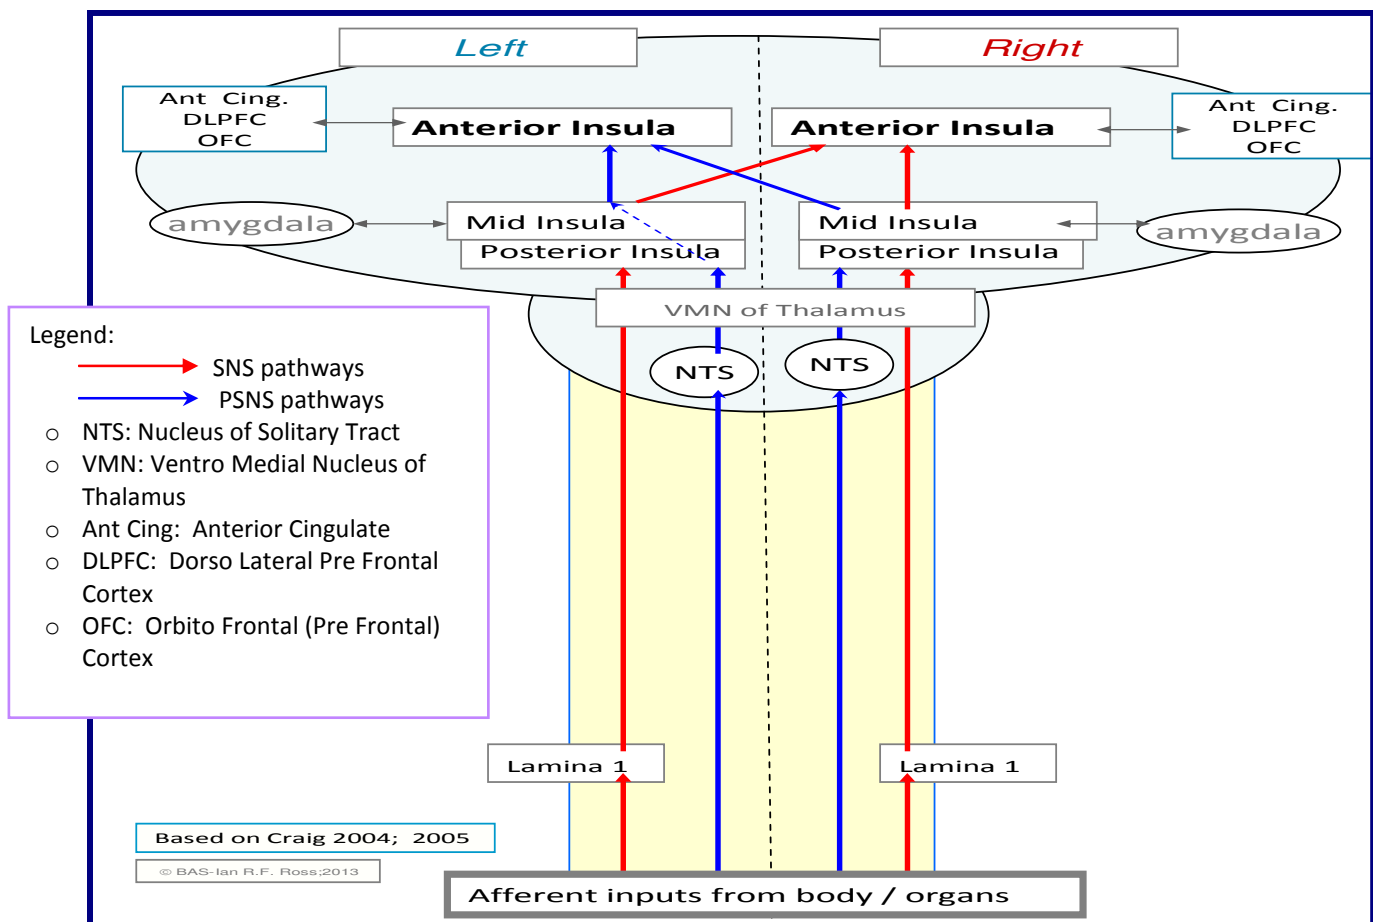 Left
Right
Ant Cing.
DLPFC
OFC
Anterior Insula
Anterior Insula
Ant Cing.
DLPFC
OFC
amygdala
Mid Insula
Posterior Insula
Mid Insula
Posterior Insula
amygdala
VMN of Thalamus
NTS
NTS
Legend:
SNS pathways
PSNS pathways
o NTS: Nucleus of Solitary Tract
o VMN: Ventro Medial Nucleus of
Thalamus
o Ant Cing: Anterior Cingulate
o DLPFC: Dorso Lateral Pre Frontal
Cortex
o OFC: Orbito Frontal (Pre Frontal)
Cortex
Lamina 1
Lamina 1
Based on Craig 2004; 2005
© BAS-Ian R.F. Ross;2013
Afferent inputs from body / organs